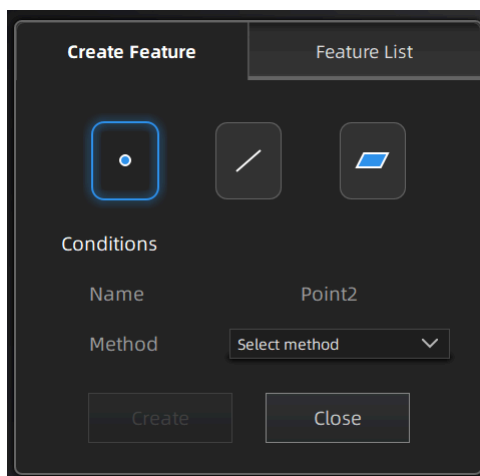 Create Feature Feature List
Conditions
Name Point2
Method Select method
Create Close